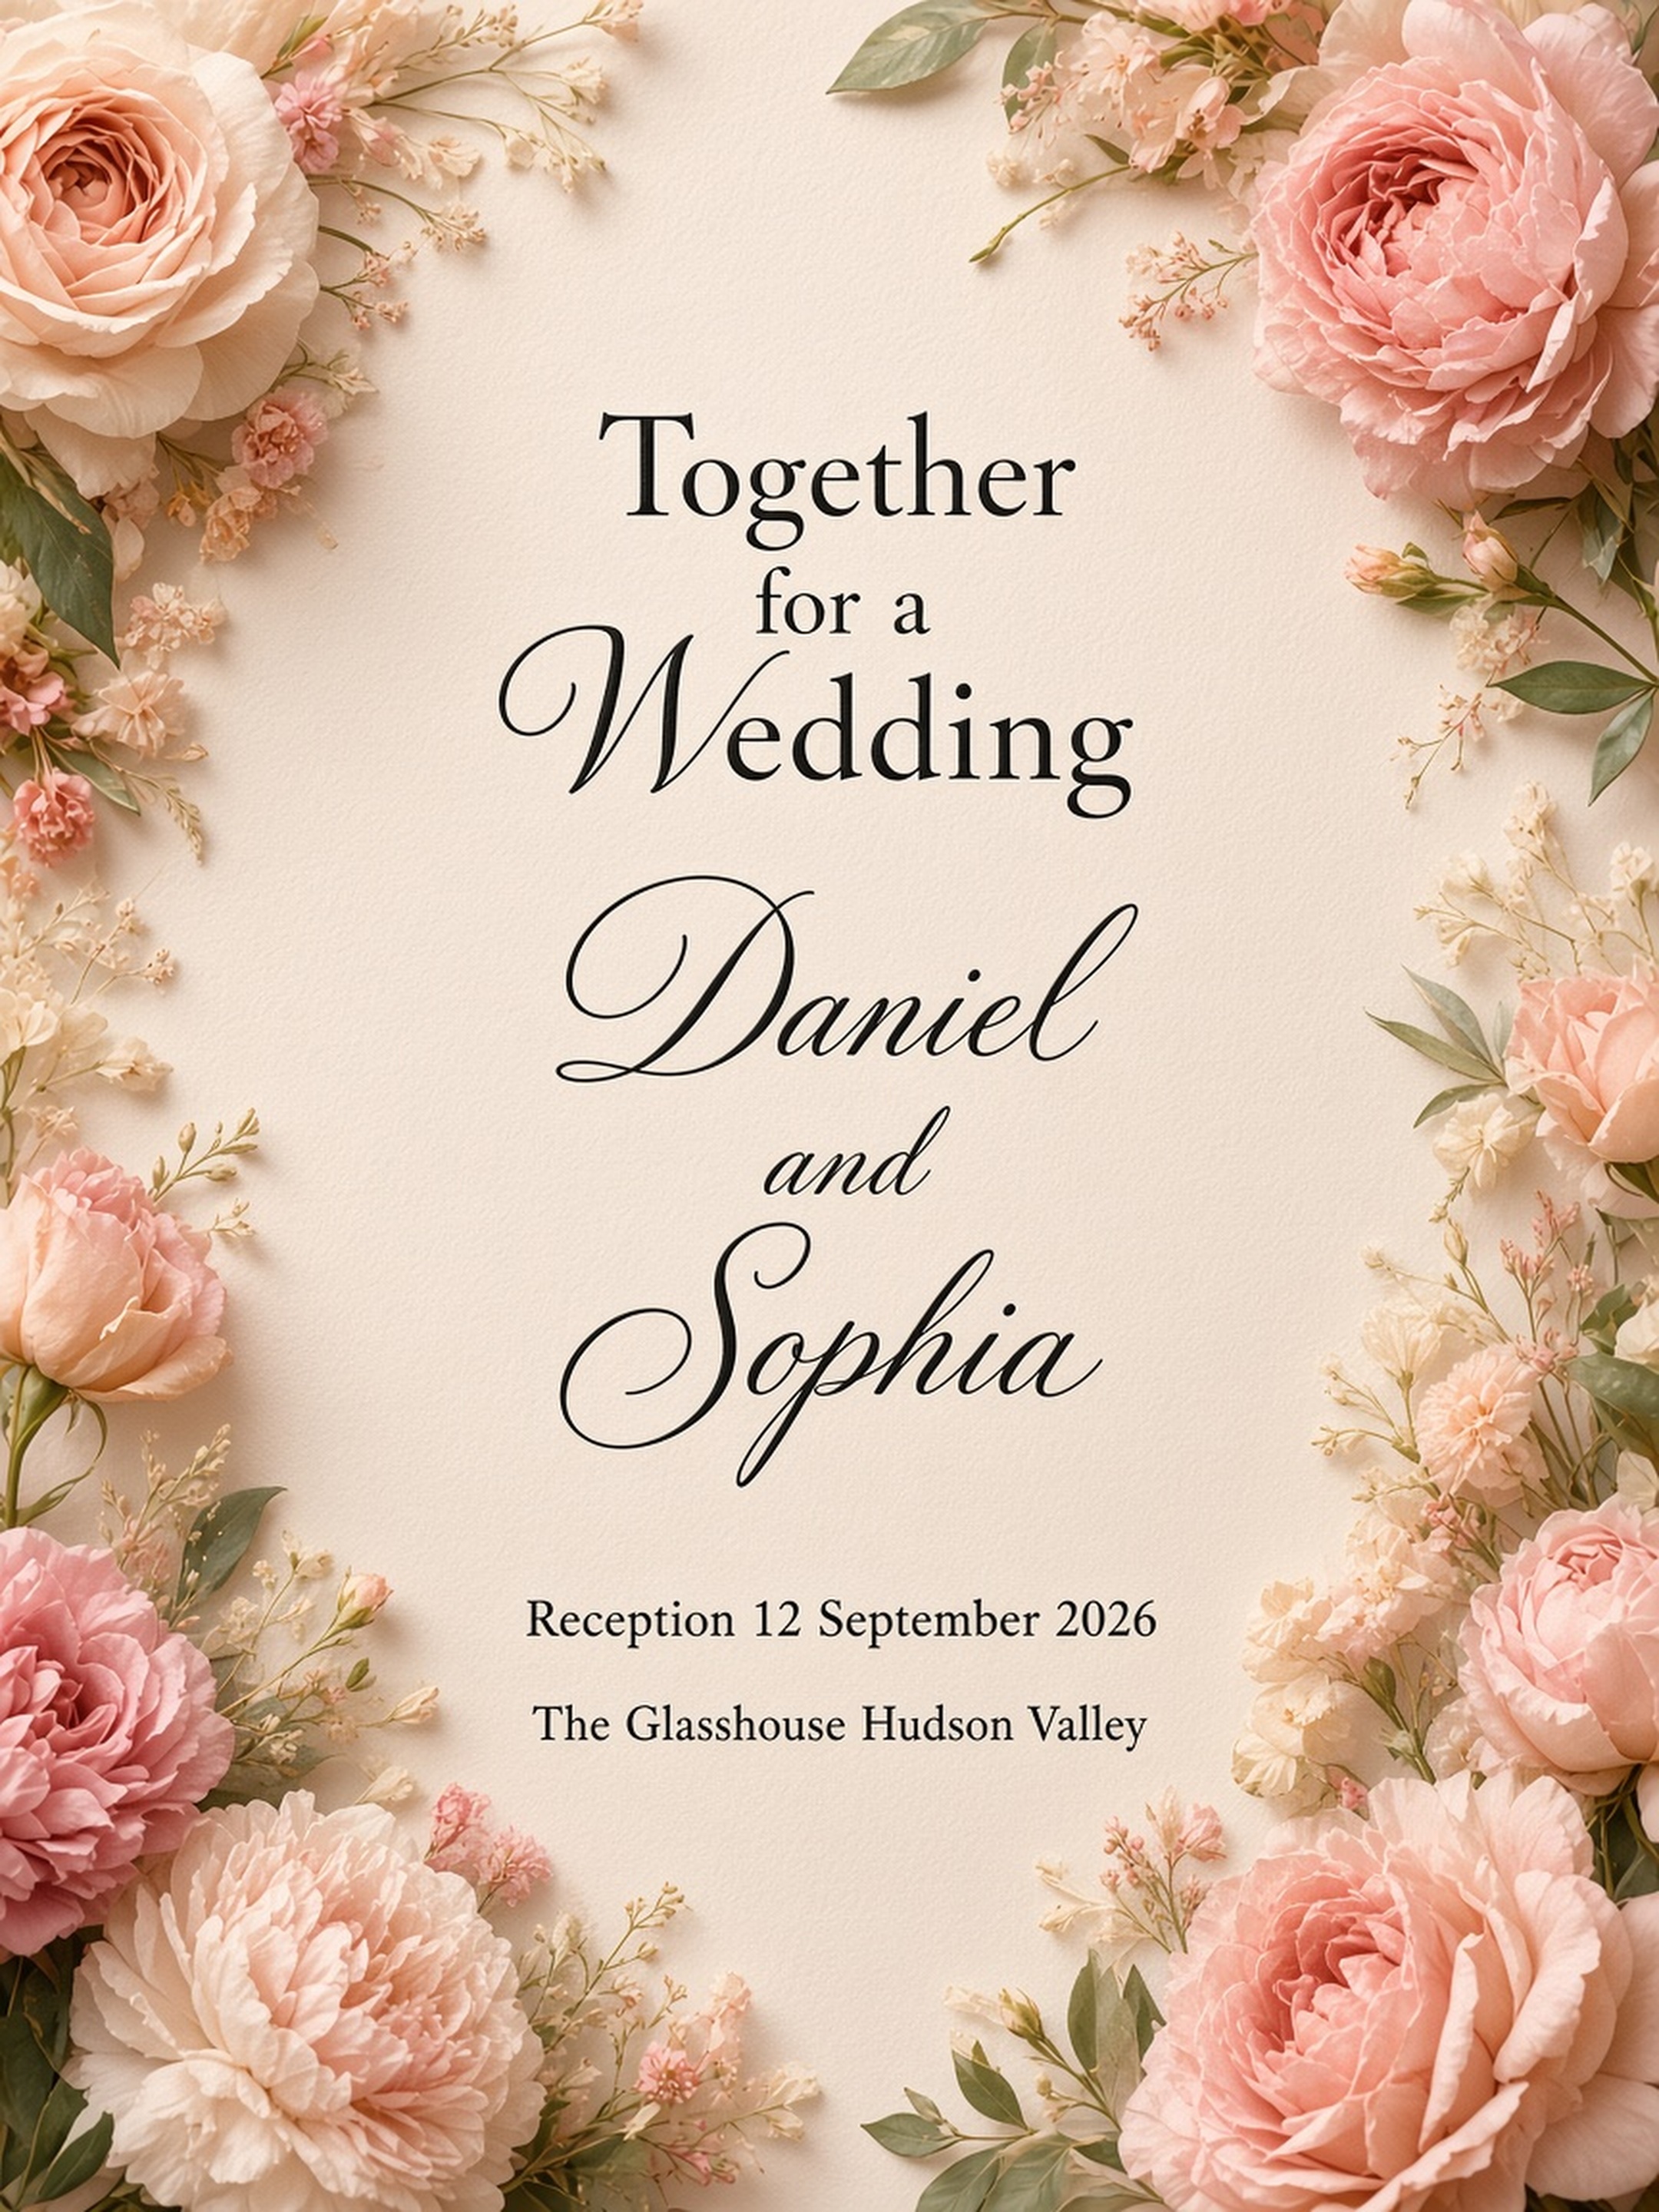 Together
for a
Wedding
Daniel
and
Sophia
Reception 12 September 2026
The Glasshouse Hudson Valley